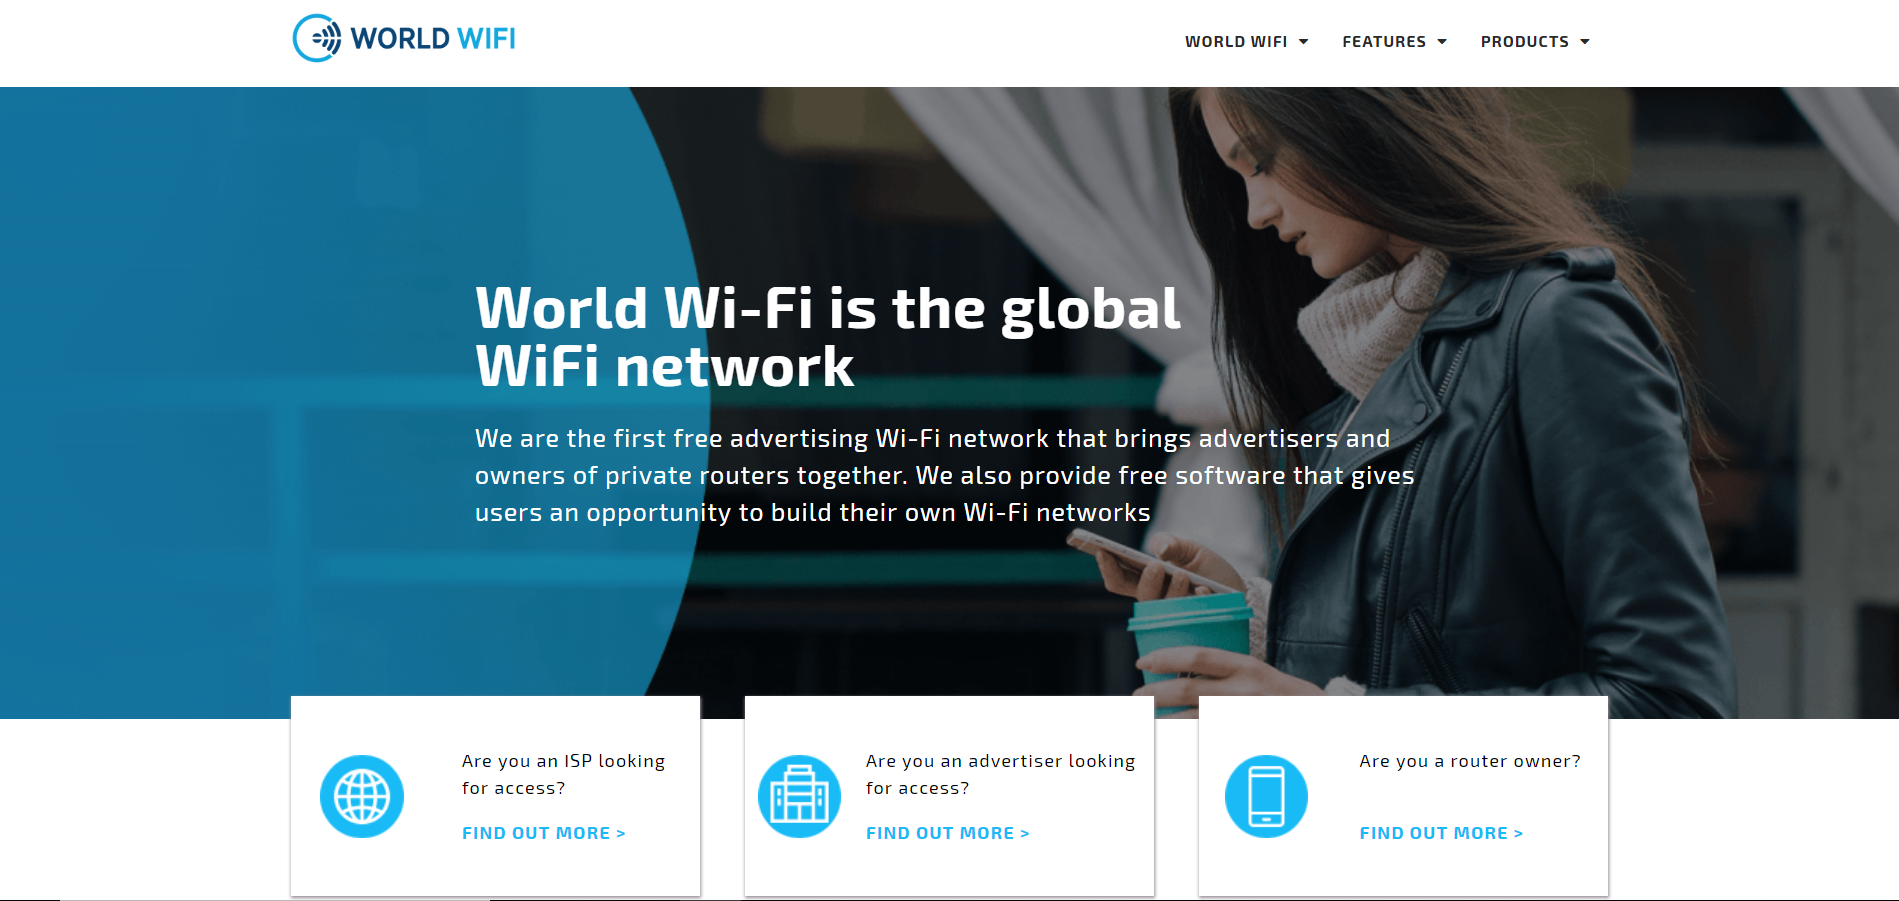 WORLD WIFI
WORLD WIFI
FEATURES
PRODUCTS
World Wi-Fi is the global
WiFi network
We are the first free advertising Wi-Fi network that brings advertisers and
owners of private routers together. We also provide free software that gives
users an opportunity to build their own Wi-Fi networks
Are you an ISP looking
for access?
FIND OUT MORE >
Are you an advertiser looking
for access?
FIND OUT MORE >
Are you a router owner?
FIND OUT MORE >